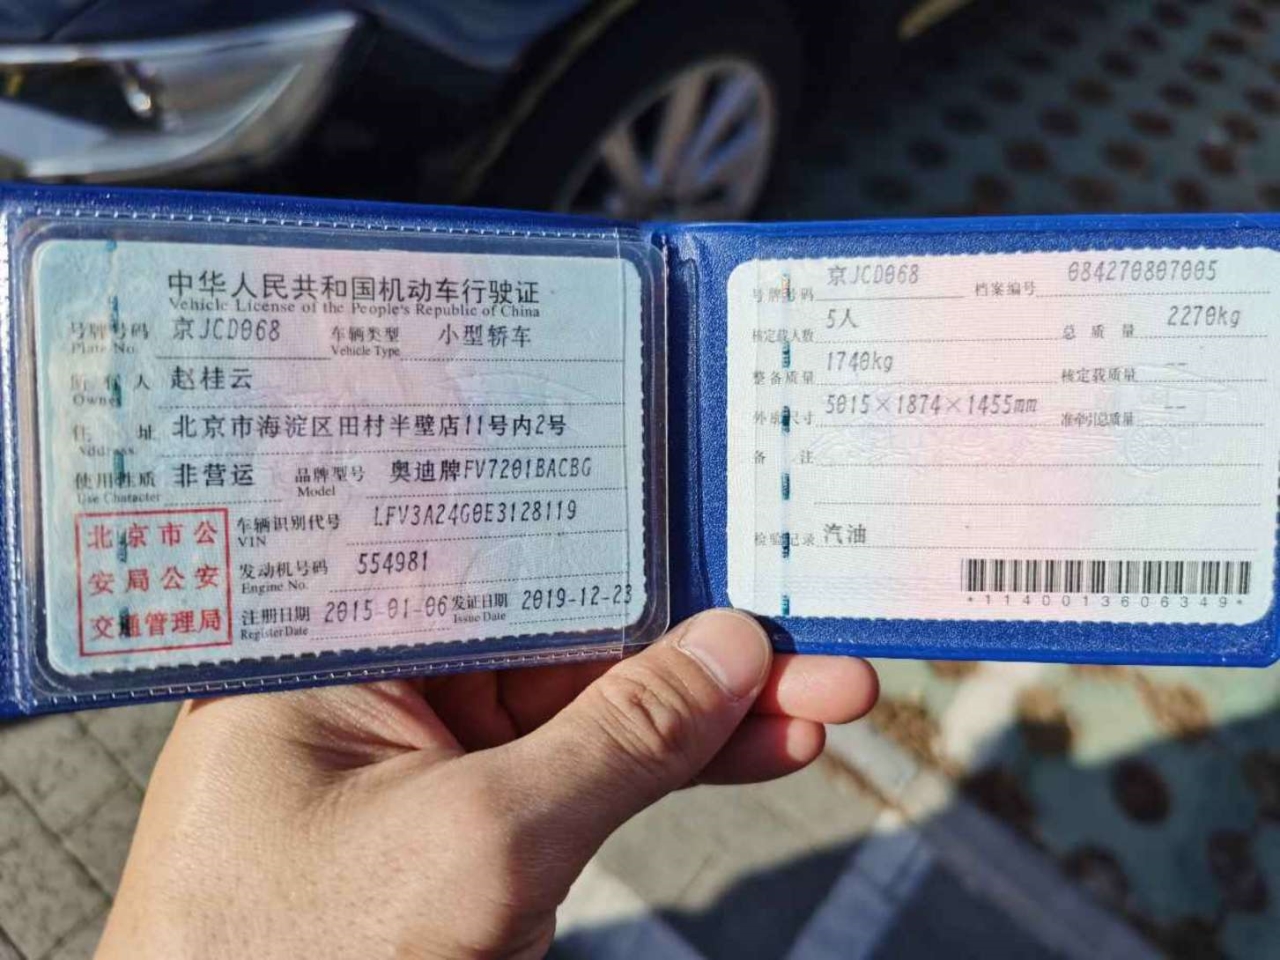 中华人民共和国机动车行驶证
Vehicle License of the People's Republic of China
号牌号码 京JCD068 车辆类型 小型轿车
Plate No. Vehicle Type
所有人 赵桂云
Owner
住址 北京市海淀区田村半壁店11号内2号
Address
使用性质 非营运 品牌型号 奥迪牌FV7201BACBG
Use Character Model
北京市公
安局公安
交通管理局
车辆识别代号 LFV3A24G0E3128119
VIN
发动机号码 554981
Engine No.
注册日期 2015-01-06 发证日期 2019-12-23
Register Date Issue Date
号牌号码 京JCD068 档案编号 084270807005
核定载人数 5人 总质量 2270kg
整备质量 1740kg 核定载质量 --
外廓尺寸 5015×1874×1455mm 准牵引总质量 --
备注
检验记录 汽油
*1140013606349*